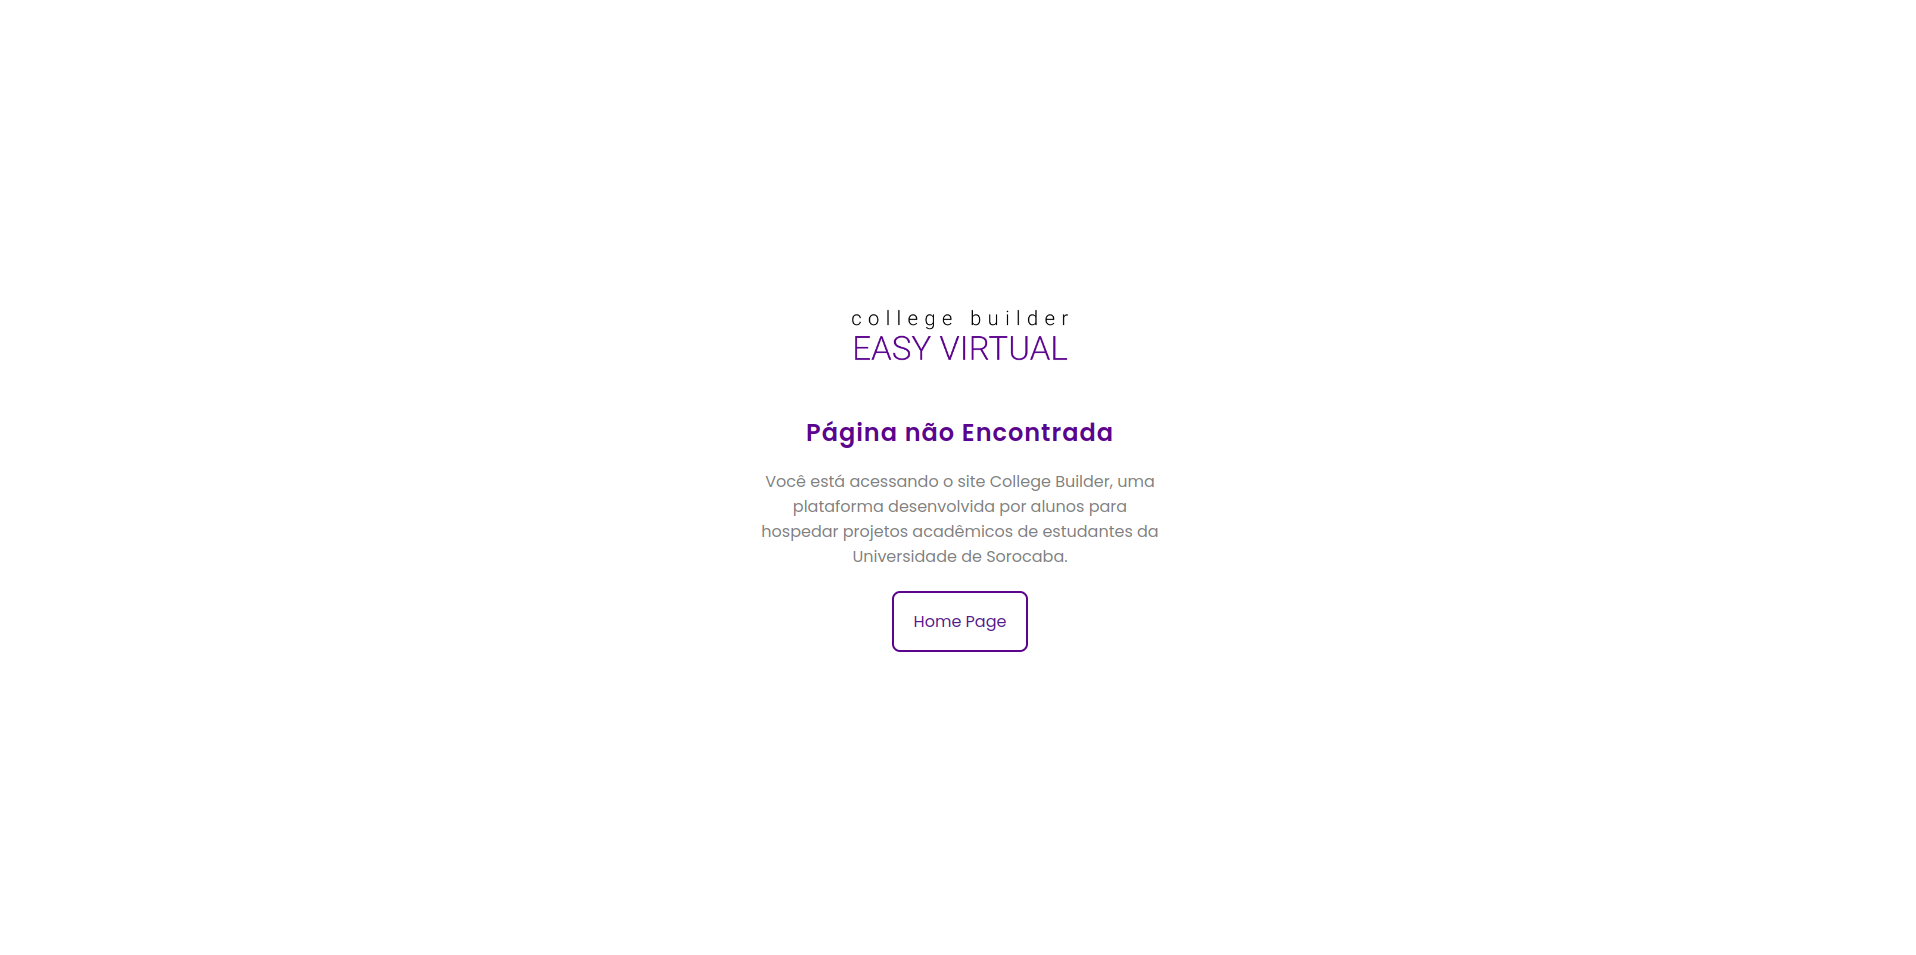 college builder
EASY VIRTUAL
Página não Encontrada
Você está acessando o site College Builder, uma
plataforma desenvolvida por alunos para
hospedar projetos acadêmicos de estudantes da
Universidade de Sorocaba.
Home Page